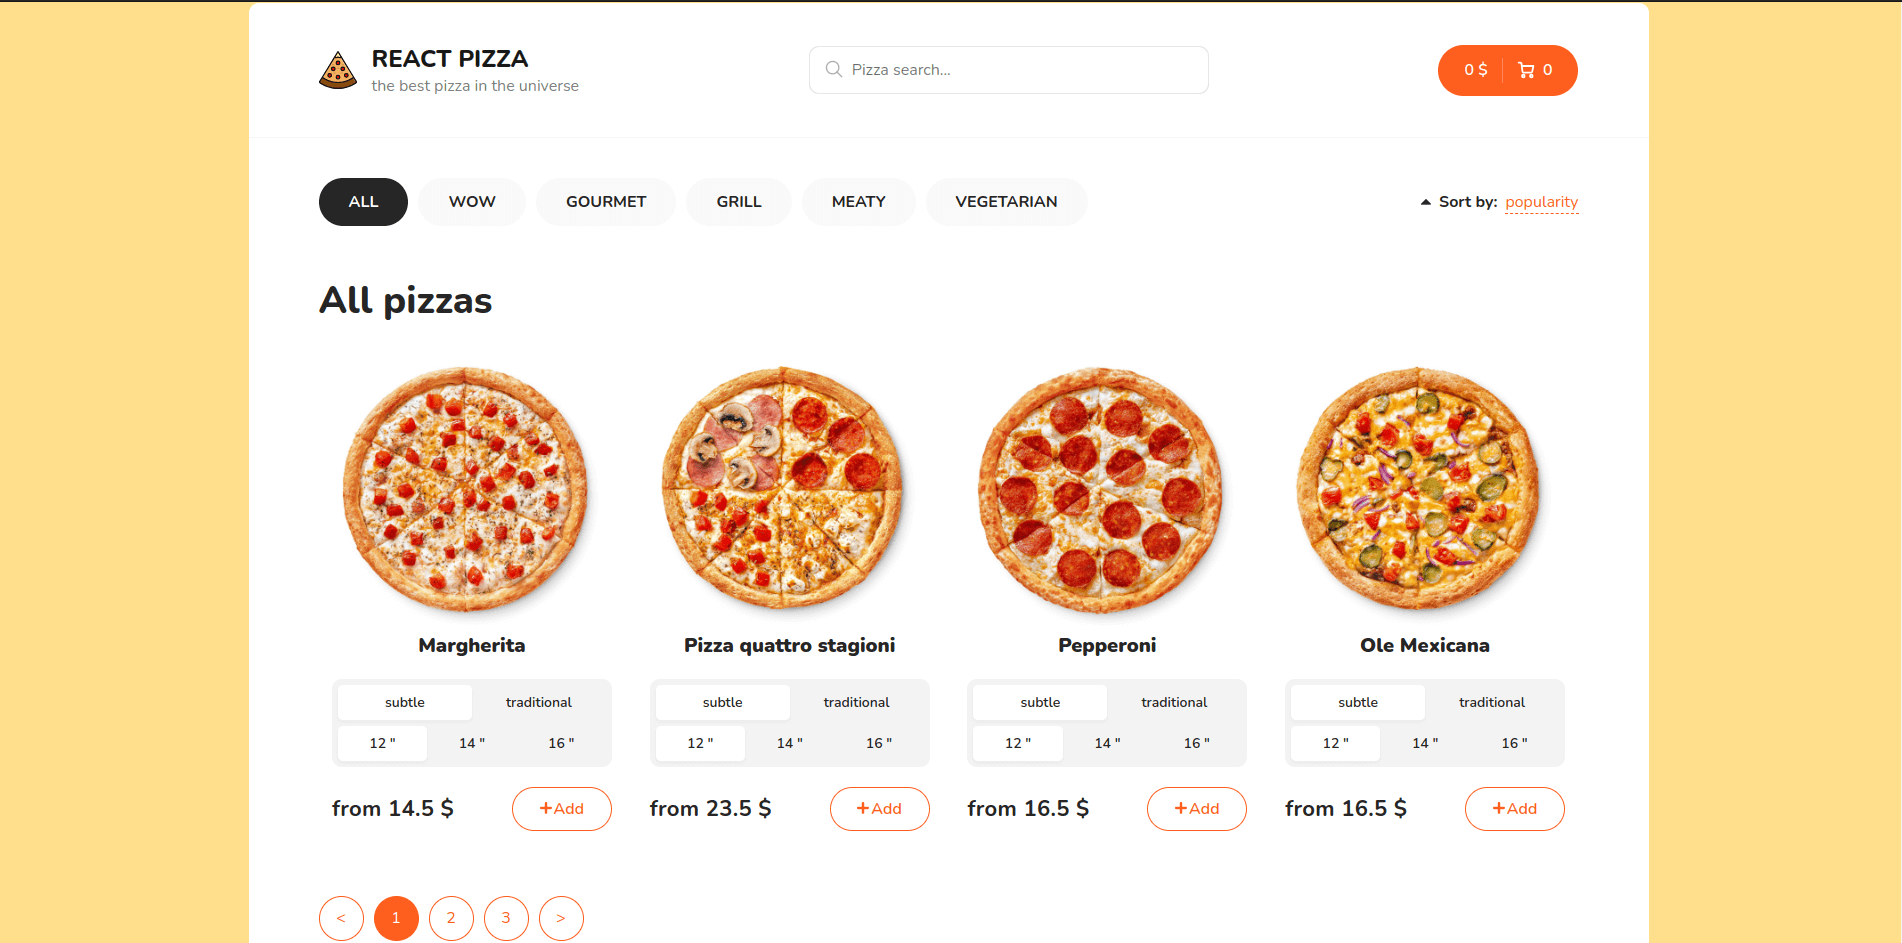 REACT PIZZA
the best pizza in the universe
Pizza search...
0 $ 0
ALL WOW GOURMET GRILL MEATY VEGETARIAN
Sort by: popularity
All pizzas
Margherita Pizza quattro stagioni Pepperoni Ole Mexicana
subtle traditional subtle traditional subtle traditional subtle traditional
12 " 14 " 16 " 12 " 14 " 16 " 12 " 14 " 16 " 12 " 14 " 16 "
from 14.5 $ +Add from 23.5 $ +Add from 16.5 $ +Add from 16.5 $ +Add
< 1 2 3 >